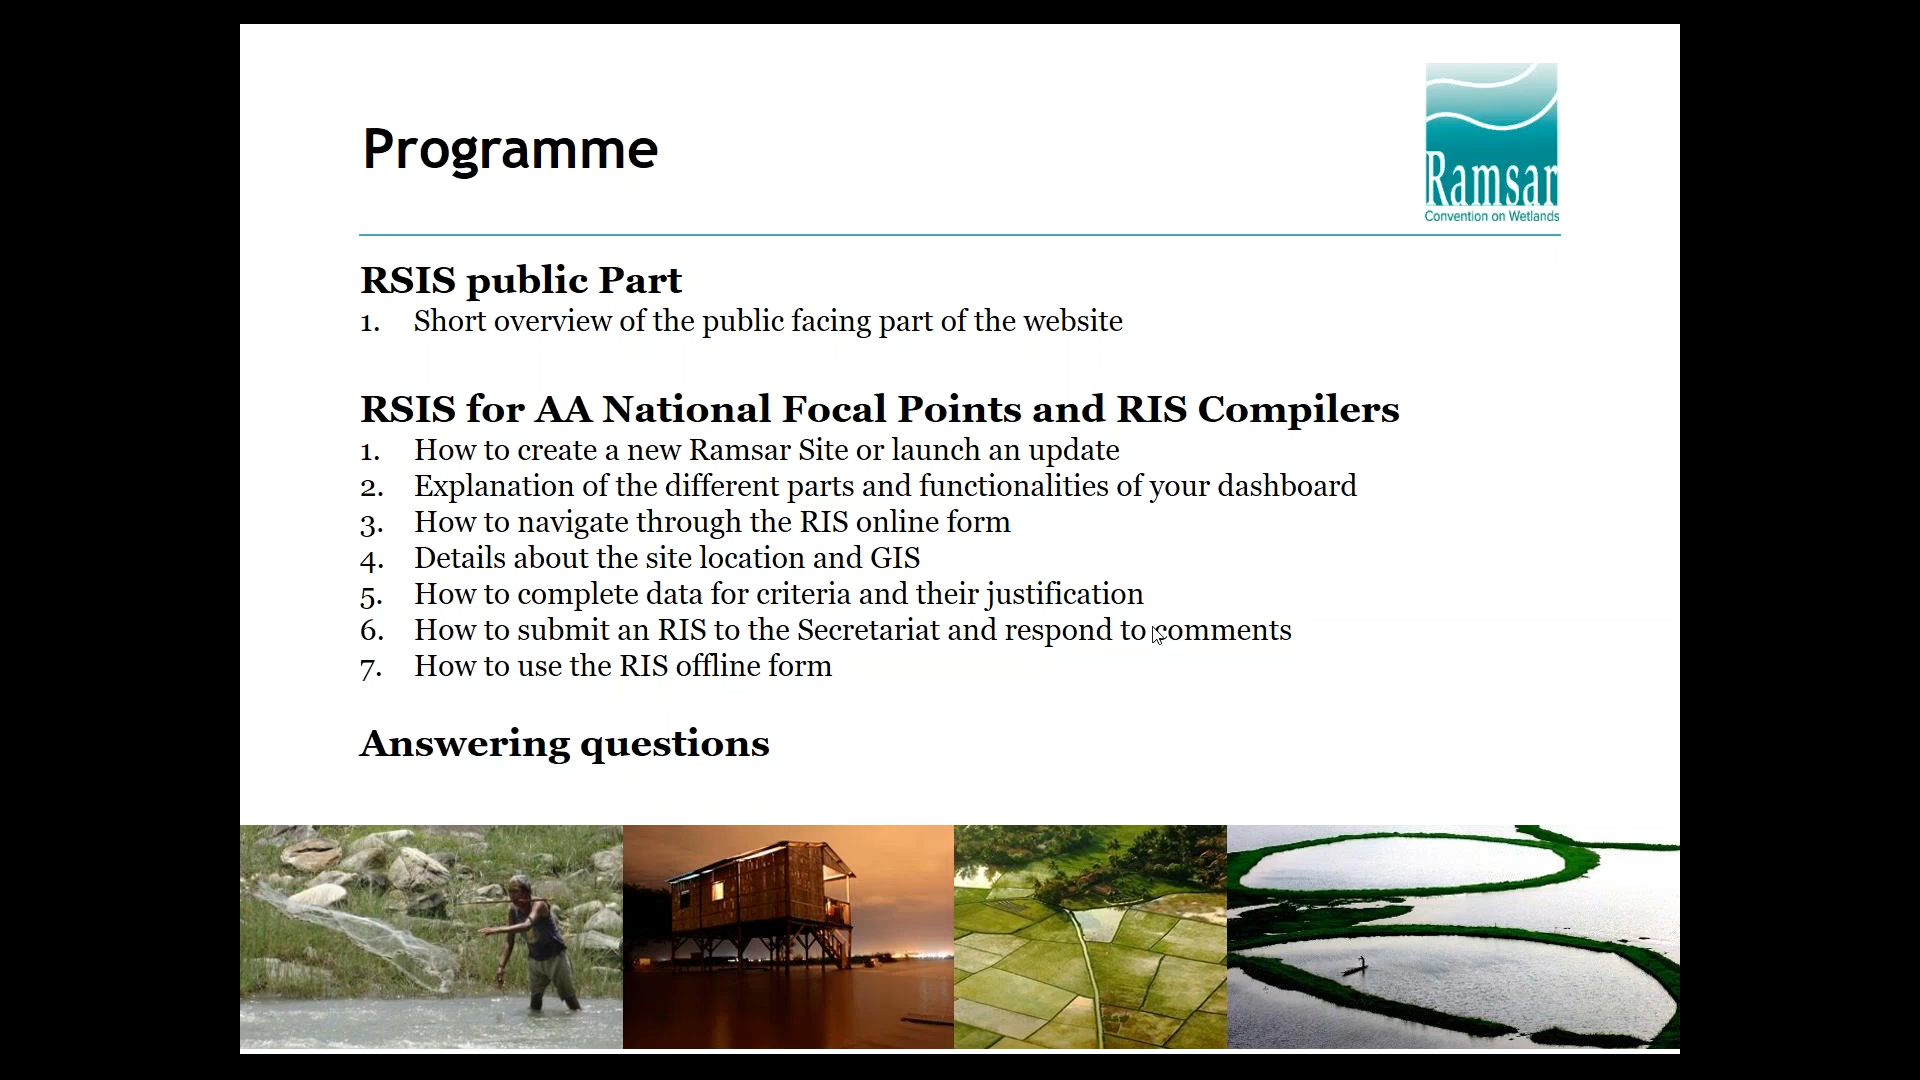 Programme
Ramsar
Convention on Wetlands
RSIS public Part
1. Short overview of the public facing part of the website
RSIS for AA National Focal Points and RIS Compilers
1. How to create a new Ramsar Site or launch an update
2. Explanation of the different parts and functionalities of your dashboard
3. How to navigate through the RIS online form
4. Details about the site location and GIS
5. How to complete data for criteria and their justification
6. How to submit an RIS to the Secretariat and respond to comments
7. How to use the RIS offline form
Answering questions